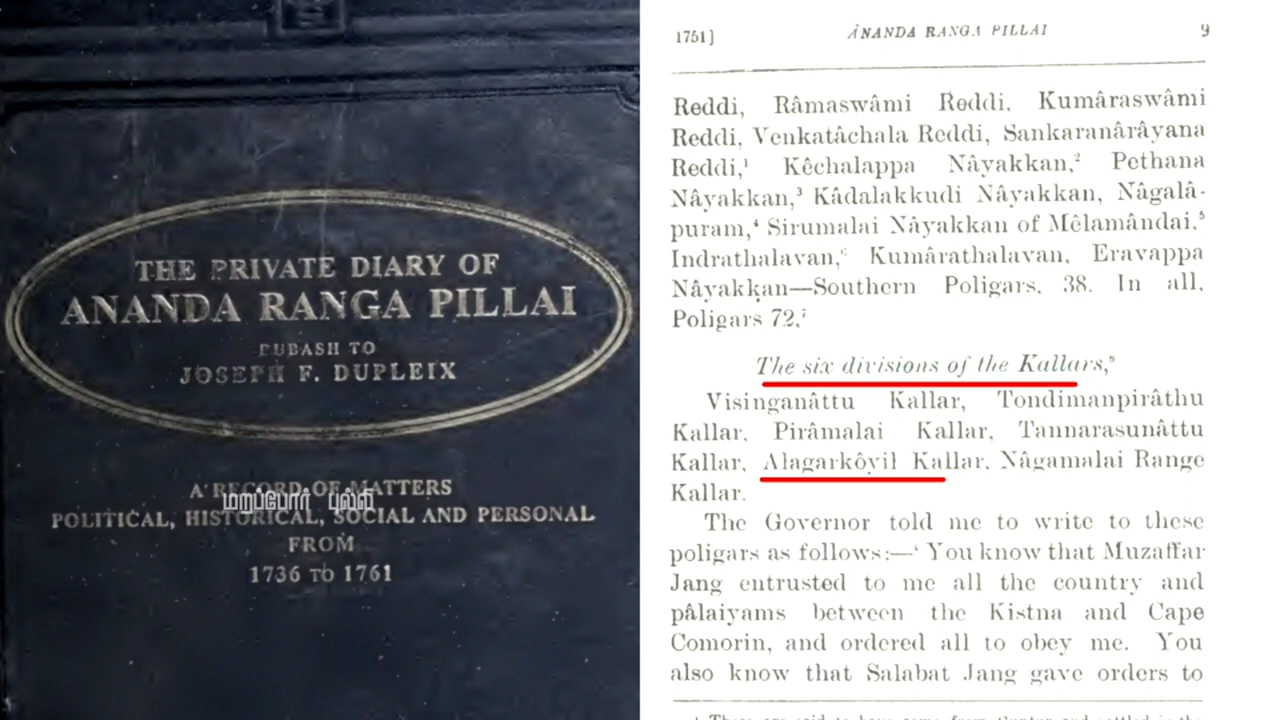 THE PRIVATE DIARY OF
ANANDA RANGA PILLAI
DUBASH TO
JOSEPH F. DUPLEIX
A RECORD OF MATTERS
மறப்போர் புல்லி
POLITICAL, HISTORICAL, SOCIAL AND PERSONAL
FROM
1736 TO 1761
1751] ÂNANDA RANGA PILLAI 9
Reddi, Râmaswâmi Reddi, Kumâraswâmi
Reddi, Venkatâchala Reddi, Sankaranârâyana
Reddi,¹ Kêchalappa Nâyakkan,² Pethana
Nâyakkan,³ Kâdalakkudi Nâyakkan, Nâgalâ-
puram,⁴ Sirumalai Nâyakkan of Mêlamândai,⁵
Indrathalavan,⁶ Kumârathalavan, Eravappa
Nâyakkan—Southern Poligars, 38. In all,
Poligars 72.⁷
The six divisions of the Kallars,⁸
Visinganâttu Kallar, Tondimanpirâthu
Kallar, Pirâmalai Kallar, Tannarasunâttu
Kallar, Alagarkôyil Kallar, Nâgamalai Range
Kallar.
The Governor told me to write to these
poligars as follows:—‘ You know that Muzaffar
Jang entrusted to me all the country and
pâlaiyams between the Kistna and Cape
Comorin, and ordered all to obey me. You
also know that Salabat Jang gave orders to